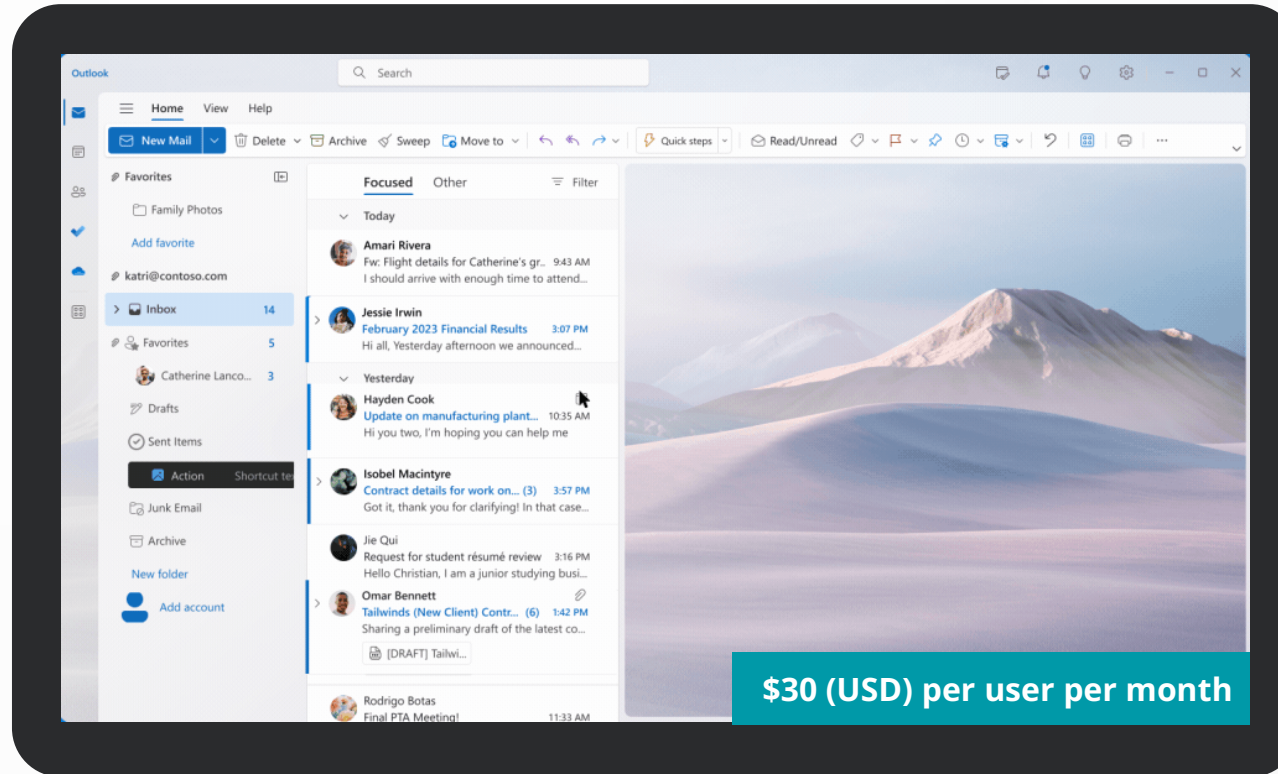 Outlook
Search
Home View Help
New Mail Delete Archive Sweep Move to Quick steps Read/Unread ...
Favorites
Family Photos
Add favorite
katri@contoso.com
Inbox 14
Favorites 5
Catherine Lanco... 3
Drafts
Sent Items
Action Shortcut te
Junk Email
Archive
New folder
Add account
Focused Other Filter
Today
Amari Rivera
Fw: Flight details for Catherine's gr.. 9:43 AM
I should arrive with enough time to attend...
Jessie Irwin
February 2023 Financial Results 3:07 PM
Hi all, Yesterday afternoon we announced...
Yesterday
Hayden Cook
Update on manufacturing plant... 10:35 AM
Hi you two, I'm hoping you can help me
Isobel Macintyre
Contract details for work on... (3) 3:57 PM
Got it, thank you for clarifying! In that case...
Jie Qui
Request for student résumé review 3:16 PM
Hello Christian, I am a junior studying busi...
Omar Bennett
Tailwinds (New Client) Contr... (6) 1:42 PM
Sharing a preliminary draft of the latest co...
[DRAFT] Tailwi...
Rodrigo Botas
Final PTA Meeting! 11:33 AM
$30 (USD) per user per month